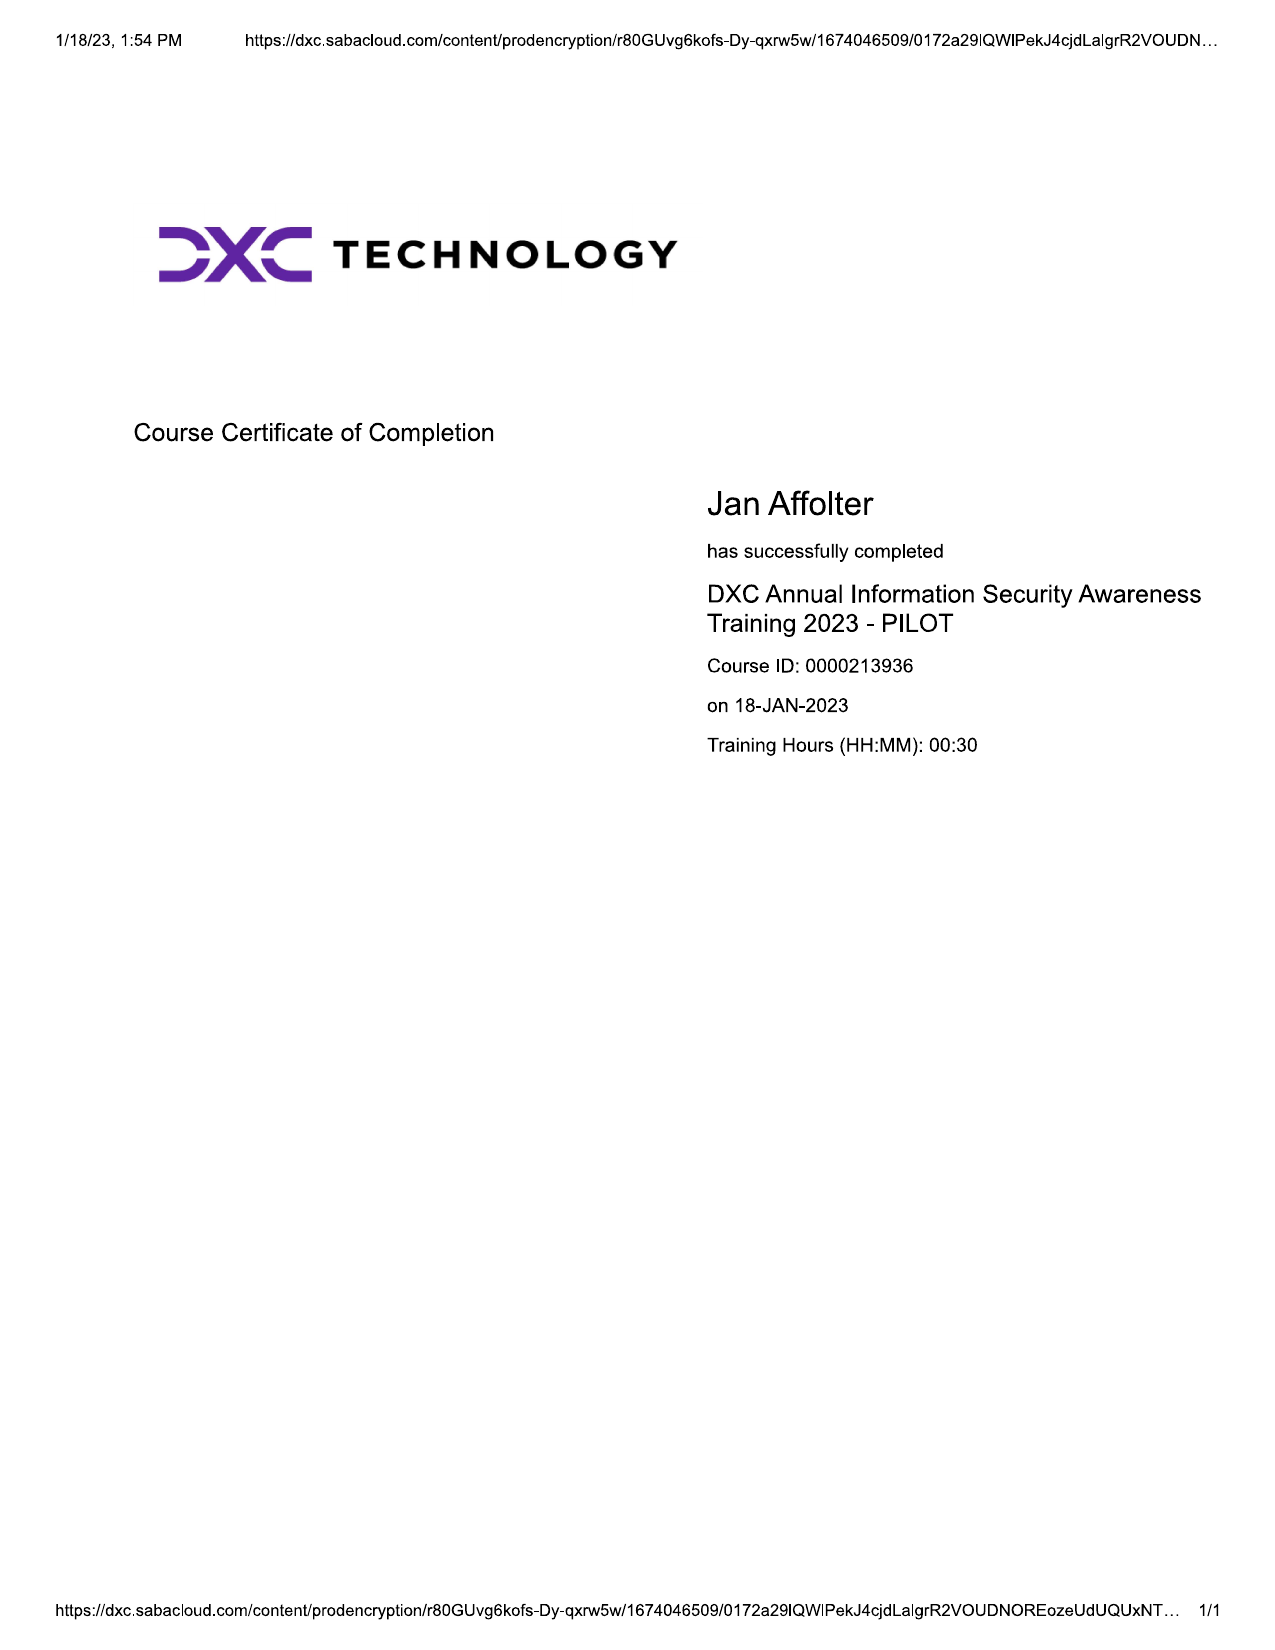 1/18/23, 1:54 PM https://dxc.sabacloud.com/content/prodencryption/r80GUvg6kofs-Dy-qxrw5w/1674046509/0172a29lQWlPekJ4cjdLalgrR2VOUDN…
DXC TECHNOLOGY
Course Certificate of Completion
Jan Affolter
has successfully completed
DXC Annual Information Security Awareness
Training 2023 - PILOT
Course ID: 0000213936
on 18-JAN-2023
Training Hours (HH:MM): 00:30
https://dxc.sabacloud.com/content/prodencryption/r80GUvg6kofs-Dy-qxrw5w/1674046509/0172a29lQWlPekJ4cjdLalgrR2VOUDNOREozeUdUQUxNT… 1/1